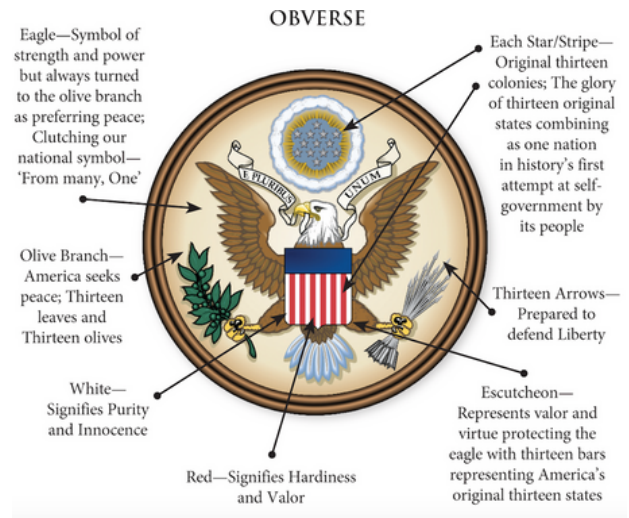 OBVERSE
Eagle—Symbol of
strength and power
but always turned
to the olive branch
as preferring peace;
Clutching our
national symbol—
‘From many, One’
Each Star/Stripe—
Original thirteen
colonies; The glory
of thirteen original
states combining
as one nation
in history’s first
attempt at self-
government by
its people
E PLURIBUS
UNUM
Olive Branch—
America seeks
peace; Thirteen
leaves and
Thirteen olives
Thirteen Arrows—
Prepared to
defend Liberty
White—
Signifies Purity
and Innocence
Escutcheon—
Represents valor and
virtue protecting the
eagle with thirteen bars
representing America’s
original thirteen states
Red—Signifies Hardiness
and Valor